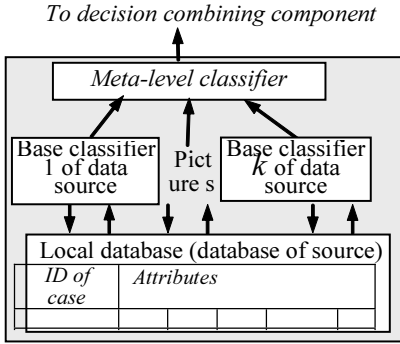 To decision combining component
Meta-level classifier
Base classifier
1 of data
source
Pict
ure s
Base classifier
k of data
source
Local database (database of source)
ID of
case
Attributes